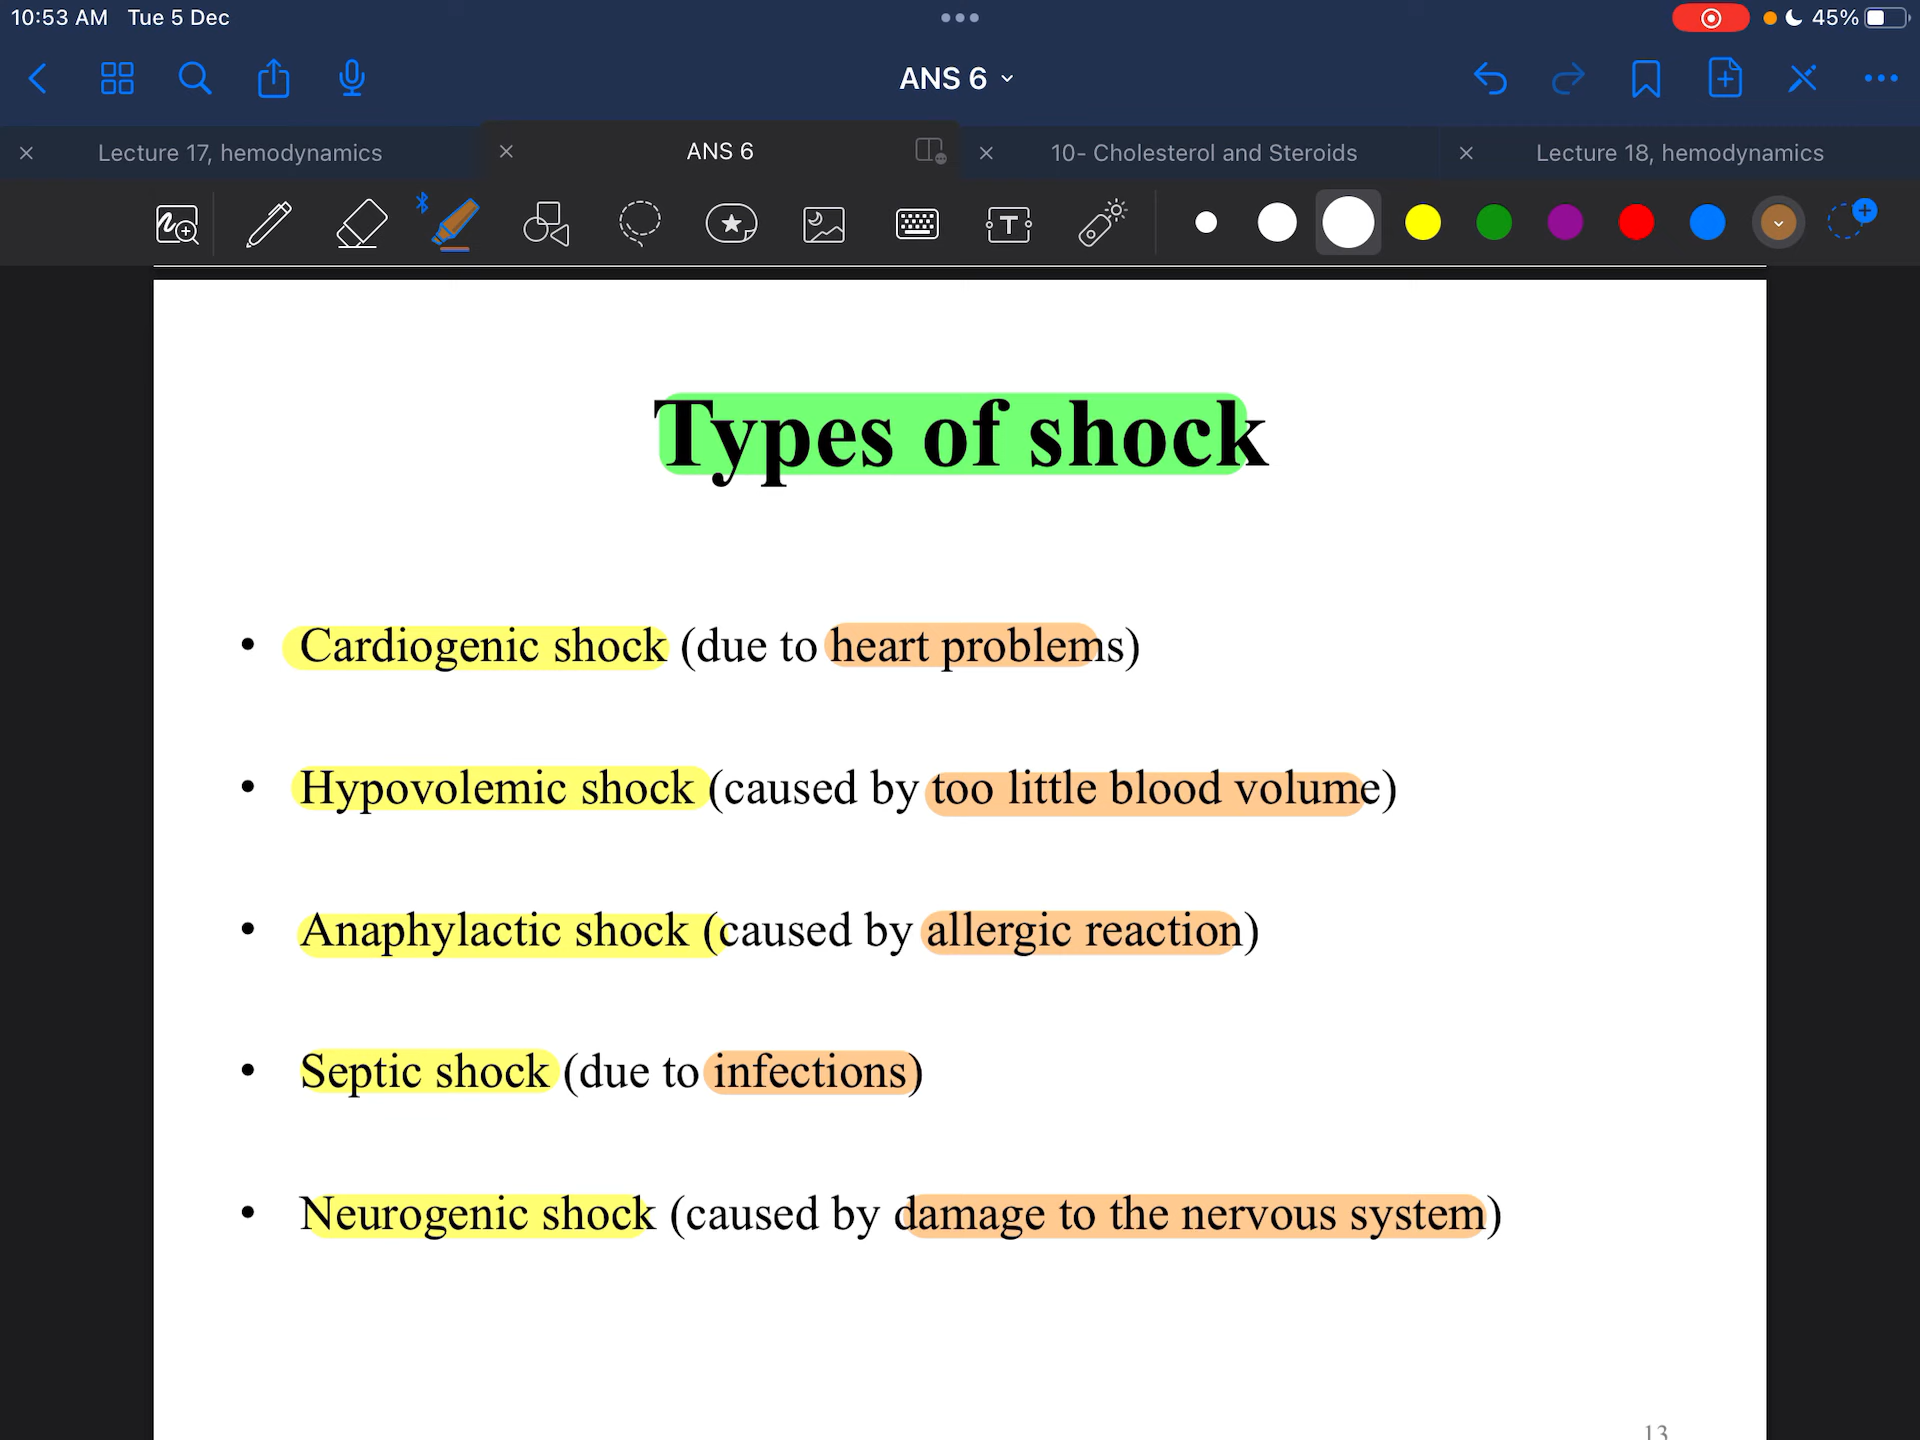 10:53 AM Tue 5 Dec 45%
ANS 6
Lecture 17, hemodynamics ANS 6 10- Cholesterol and Steroids Lecture 18, hemodynamics
Types of shock
• Cardiogenic shock (due to heart problems)
• Hypovolemic shock (caused by too little blood volume)
• Anaphylactic shock (caused by allergic reaction)
• Septic shock (due to infections)
• Neurogenic shock (caused by damage to the nervous system)
13